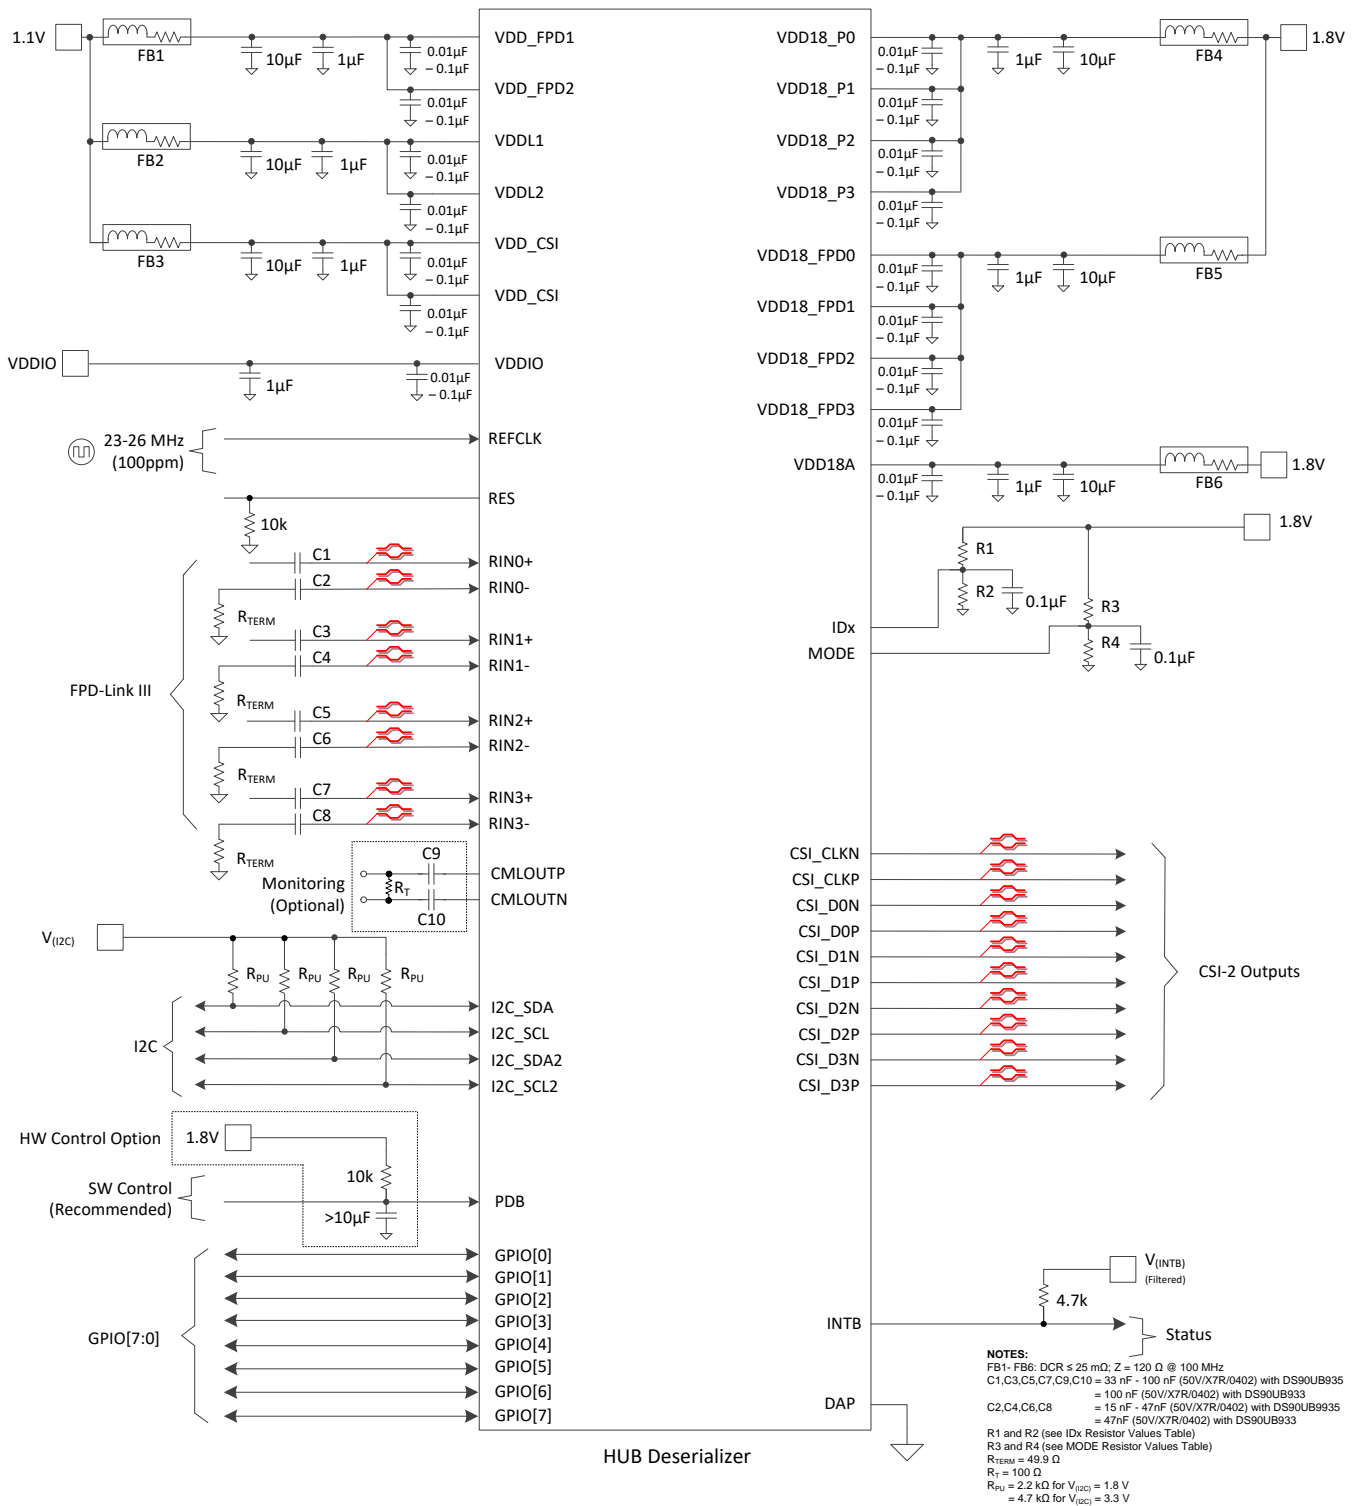 1.1V
FB1
10µF
1µF
0.01µF
– 0.1µF
VDD_FPD1
0.01µF
– 0.1µF
VDD_FPD2
FB2
10µF
1µF
0.01µF
– 0.1µF
VDDL1
0.01µF
– 0.1µF
VDDL2
FB3
10µF
1µF
0.01µF
– 0.1µF
VDD_CSI
0.01µF
– 0.1µF
VDD_CSI
VDDIO
1µF
0.01µF
– 0.1µF
VDDIO
23-26 MHz
(100ppm)
REFCLK
RES
10k
FPD-Link III
C1
RIN0+
C2
RIN0-
RTERM
C3
RIN1+
C4
RIN1-
RTERM
C5
RIN2+
C6
RIN2-
RTERM
C7
RIN3+
C8
RIN3-
RTERM
Monitoring
(Optional)
C9
RT
C10
CMLOUTP
CMLOUTN
V(I2C)
RPU
RPU
RPU
RPU
I2C
I2C_SDA
I2C_SCL
I2C_SDA2
I2C_SCL2
HW Control Option
1.8V
10k
SW Control
(Recommended)
>10µF
PDB
GPIO[7:0]
GPIO[0]
GPIO[1]
GPIO[2]
GPIO[3]
GPIO[4]
GPIO[5]
GPIO[6]
GPIO[7]
VDD18_P0
0.01µF
– 0.1µF
1µF
10µF
FB4
1.8V
VDD18_P1
0.01µF
– 0.1µF
VDD18_P2
0.01µF
– 0.1µF
VDD18_P3
0.01µF
– 0.1µF
VDD18_FPD0
0.01µF
– 0.1µF
1µF
10µF
FB5
VDD18_FPD1
0.01µF
– 0.1µF
VDD18_FPD2
0.01µF
– 0.1µF
VDD18_FPD3
0.01µF
– 0.1µF
VDD18A
0.01µF
– 0.1µF
1µF
10µF
FB6
1.8V
1.8V
R1
R2
0.1µF
R3
R4
0.1µF
IDx
MODE
CSI_CLKN
CSI_CLKP
CSI_D0N
CSI_D0P
CSI_D1N
CSI_D1P
CSI_D2N
CSI_D2P
CSI_D3N
CSI_D3P
CSI-2 Outputs
V(INTB)
(Filtered)
4.7k
INTB
Status
DAP
HUB Deserializer
NOTES:
FB1- FB6: DCR ≤ 25 mΩ; Z = 120 Ω @ 100 MHz
C1,C3,C5,C7,C9,C10 = 33 nF - 100 nF (50V/X7R/0402) with DS90UB935
= 100 nF (50V/X7R/0402) with DS90UB933
C2,C4,C6,C8 = 15 nF - 47nF (50V/X7R/0402) with DS90UB9935
= 47nF (50V/X7R/0402) with DS90UB933
R1 and R2 (see IDx Resistor Values Table)
R3 and R4 (see MODE Resistor Values Table)
RTERM = 49.9 Ω
RT = 100 Ω
RPU = 2.2 kΩ for V(I2C) = 1.8 V
= 4.7 kΩ for V(I2C) = 3.3 V